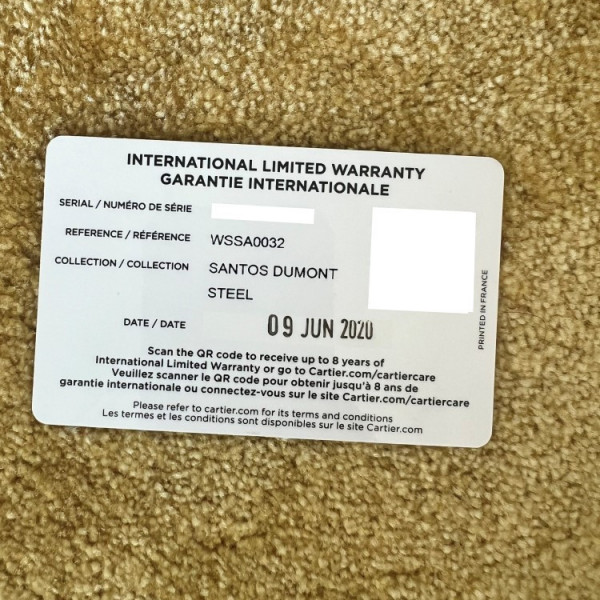 INTERNATIONAL LIMITED WARRANTY
GARANTIE INTERNATIONALE
SERIAL / NUMÉRO DE SÉRIE
REFERENCE / RÉFÉRENCE WSSA0032
COLLECTION / COLLECTION SANTOS DUMONT
STEEL
DATE / DATE 09 JUN 2020
PRINTED IN FRANCE
Scan the QR code to receive up to 8 years of
International Limited Warranty or go to Cartier.com/cartiercare
Veuillez scanner le QR code pour obtenir jusqu'à 8 ans de
garantie internationale ou connectez-vous sur le site Cartier.com/cartiercare
Please refer to cartier.com for its terms and conditions
Les termes et les conditions sont disponibles sur le site Cartier.com